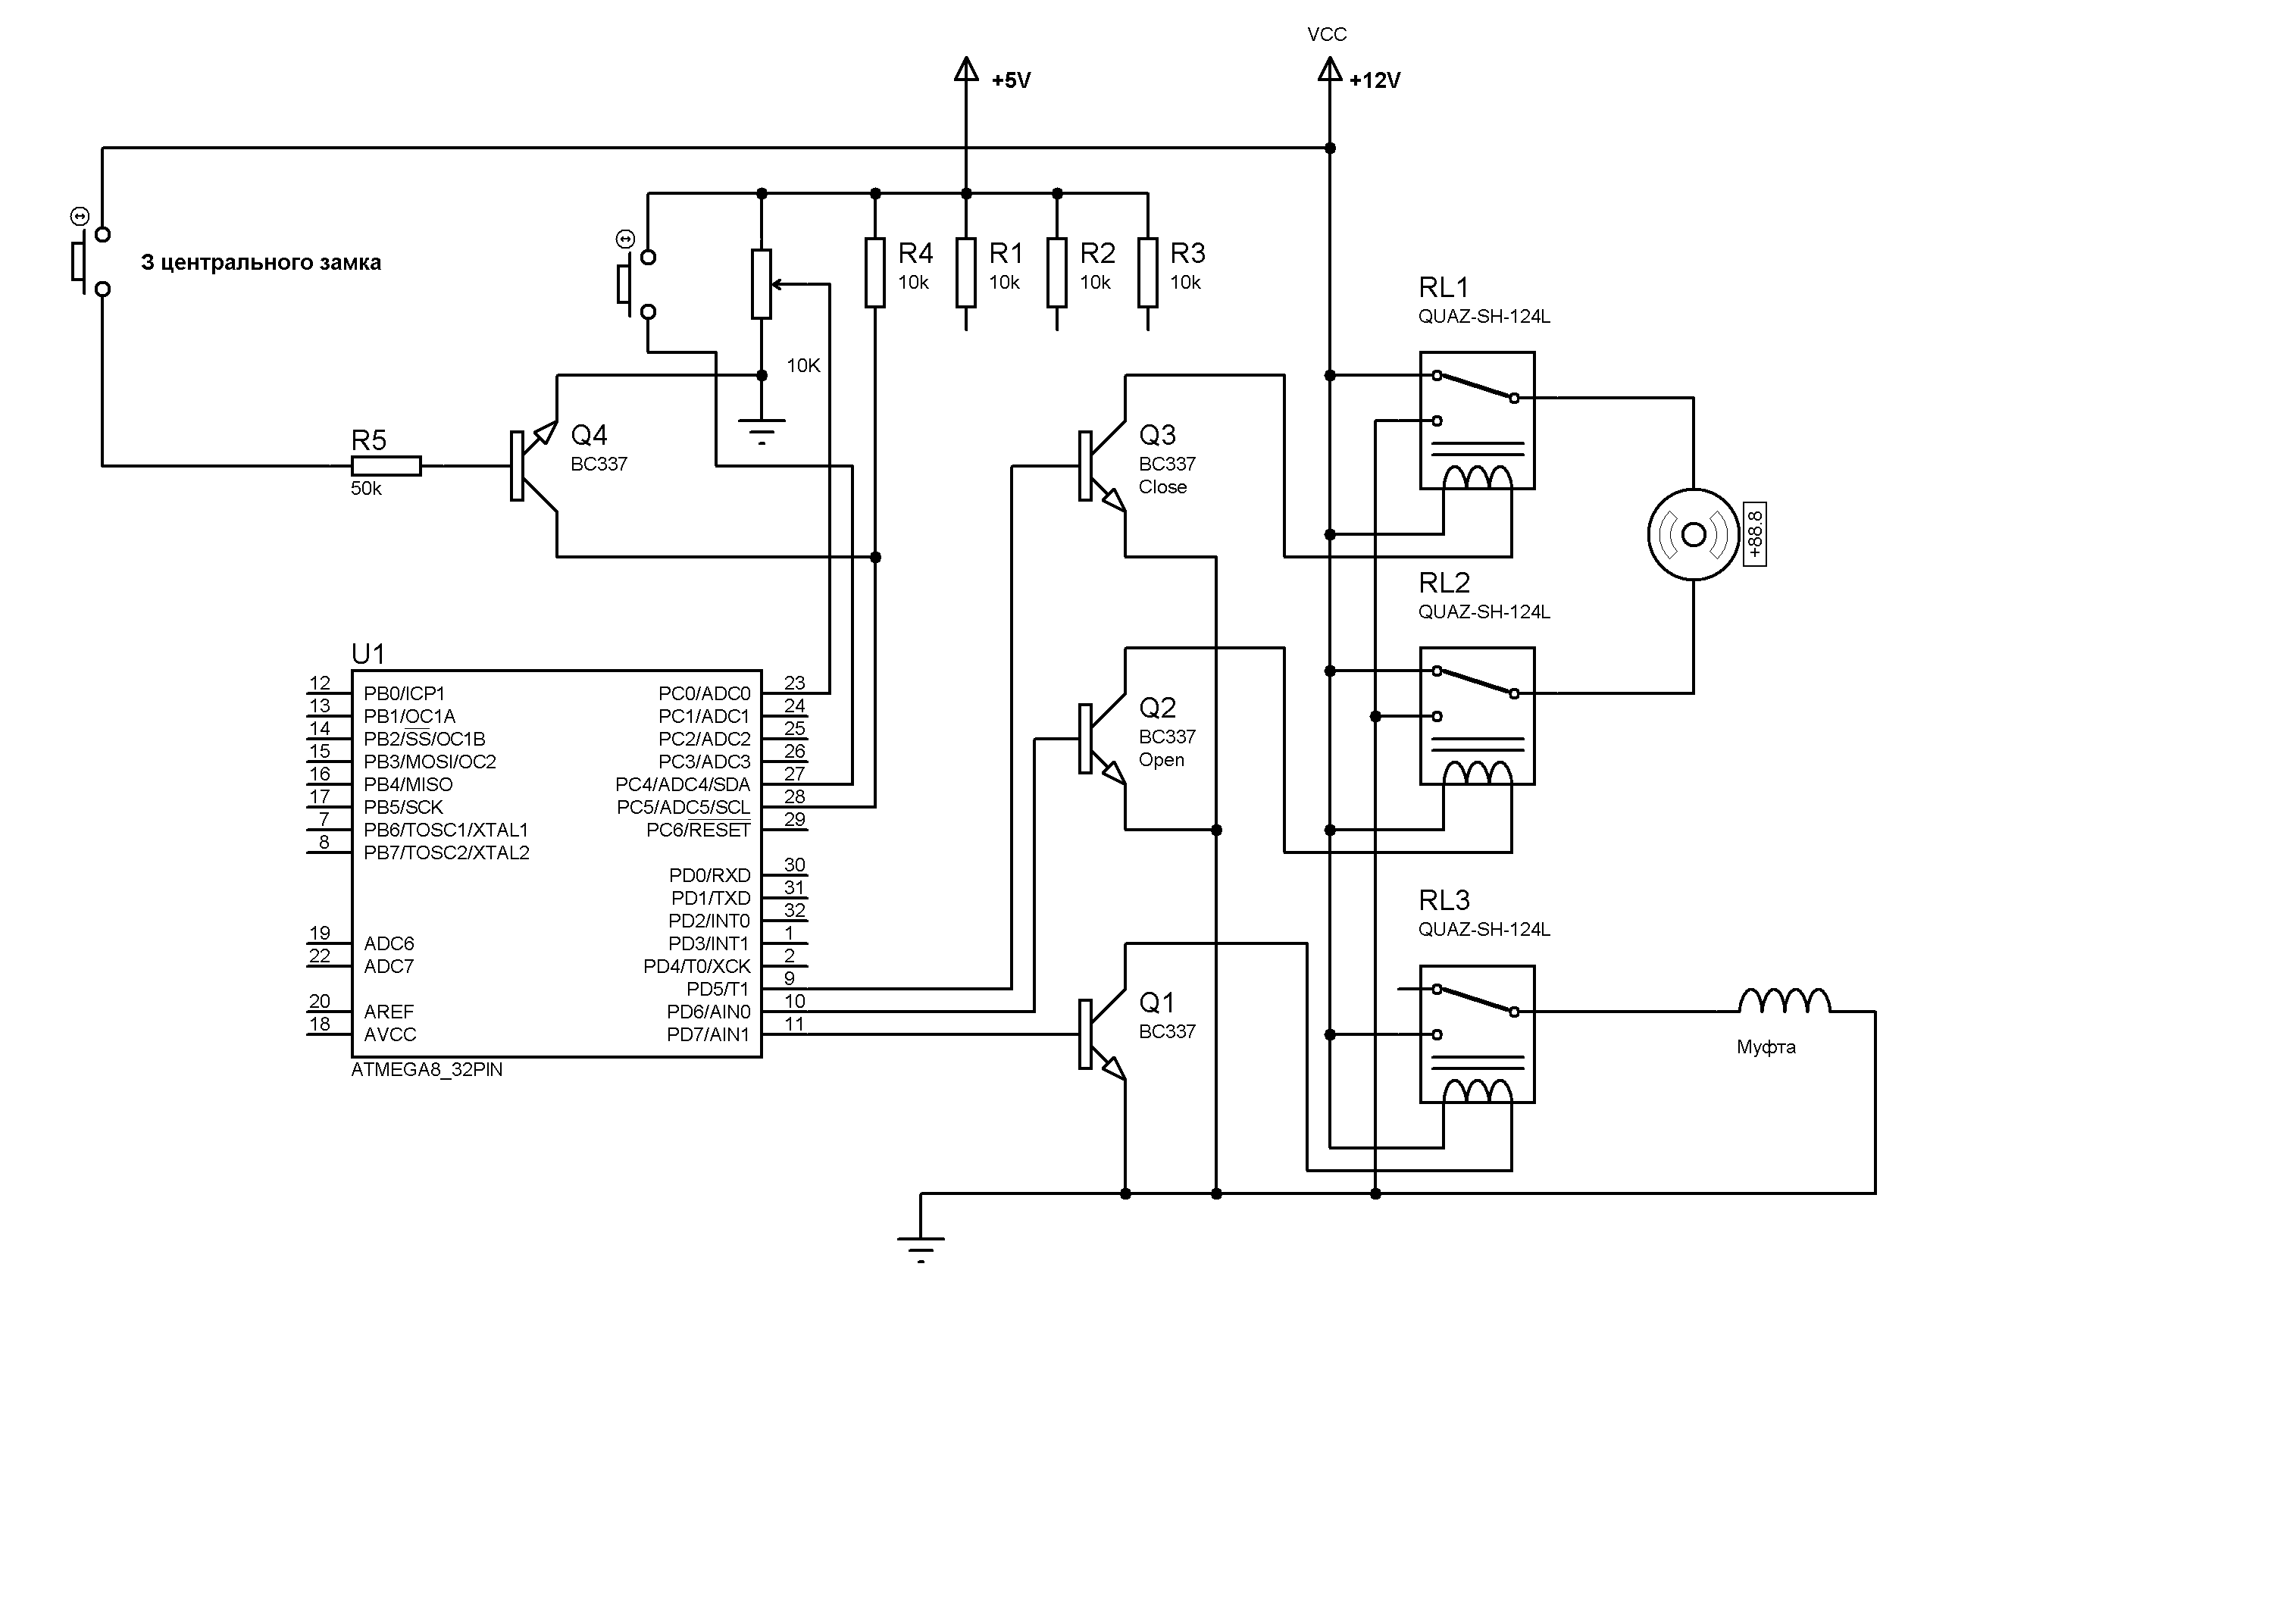 VCC
+5V
+12V
З центрального замка
R4
10k
R1
10k
R2
10k
R3
10k
10K
RL1
QUAZ-SH-124L
R5
50k
Q4
BC337
Q3
BC337
Close
+88.8
RL2
QUAZ-SH-124L
U1
12 PB0/ICP1 PC0/ADC0 23
13 PB1/OC1A PC1/ADC1 24
14 PB2/SS/OC1B PC2/ADC2 25
15 PB3/MOSI/OC2 PC3/ADC3 26
16 PB4/MISO PC4/ADC4/SDA 27
17 PB5/SCK PC5/ADC5/SCL 28
7 PB6/TOSC1/XTAL1 PC6/RESET 29
8 PB7/TOSC2/XTAL2
PD0/RXD 30
PD1/TXD 31
PD2/INT0 32
19 ADC6 PD3/INT1 1
22 ADC7 PD4/T0/XCK 2
PD5/T1 9
20 AREF PD6/AIN0 10
18 AVCC PD7/AIN1 11
ATMEGA8_32PIN
Q2
BC337
Open
RL3
QUAZ-SH-124L
Q1
BC337
Муфта